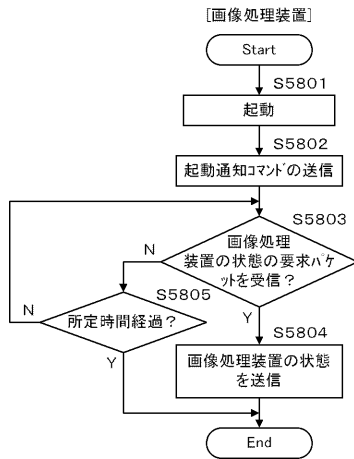 [画像処理装置]
Start
S5801
起動
S5802
起動通知ｺﾏﾝﾄﾞの送信
S5803
画像処理
装置の状態の要求ﾊﾟｹ
ｯﾄを受信？
N
Y
S5805
所定時間経過？
N
Y
S5804
画像処理装置の状態
を送信
End